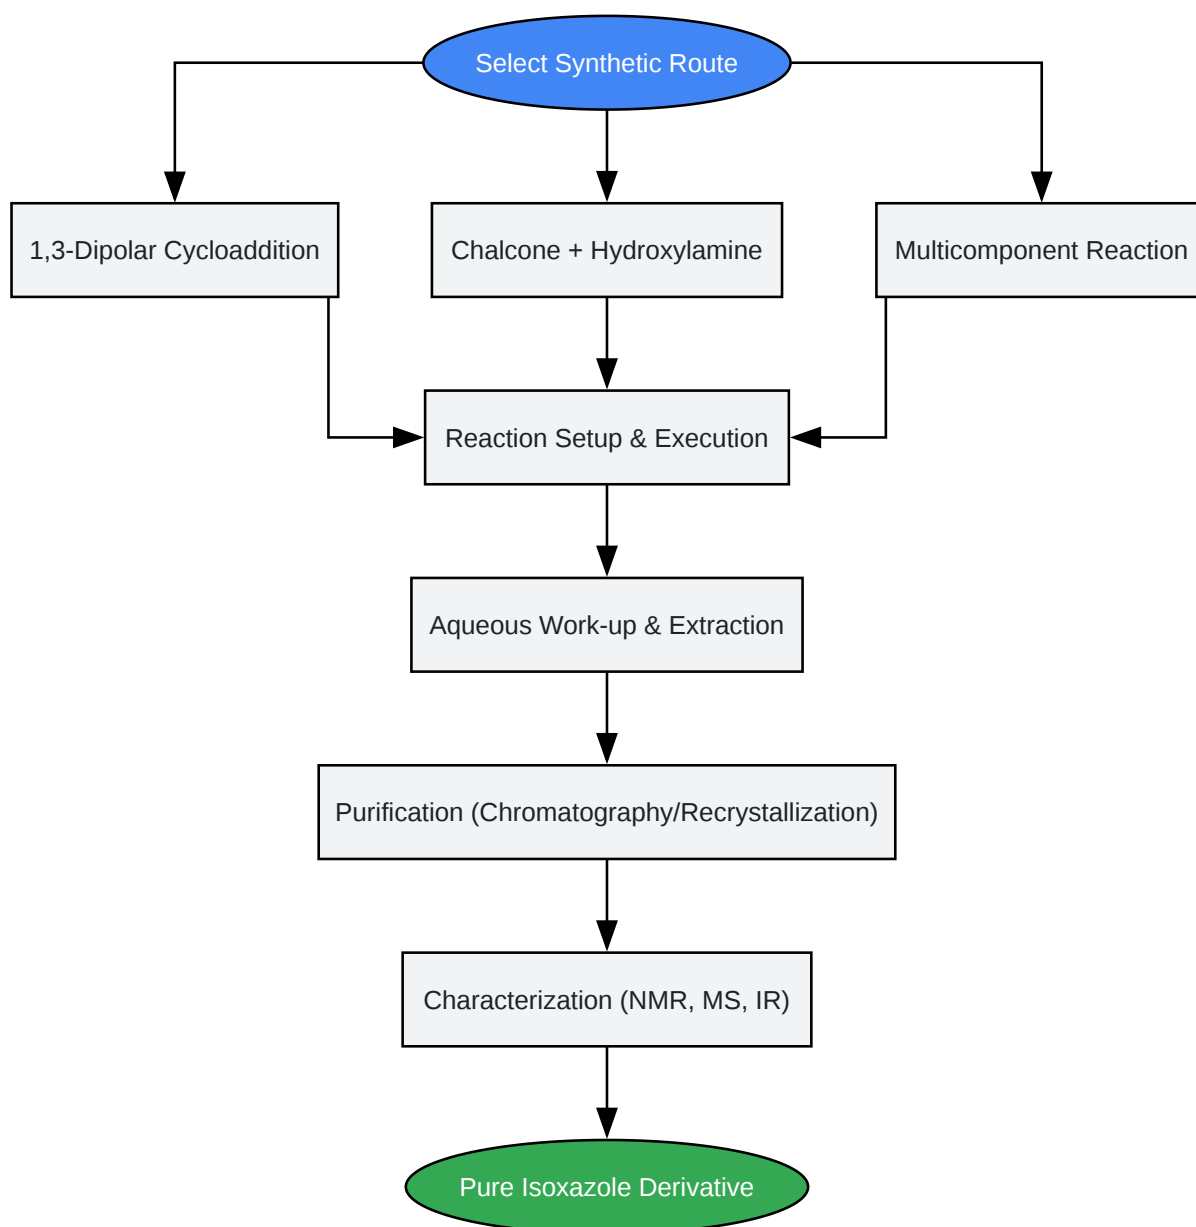 Select Synthetic Route
1,3-Dipolar Cycloaddition
Chalcone + Hydroxylamine
Multicomponent Reaction
Reaction Setup & Execution
Aqueous Work-up & Extraction
Purification (Chromatography/Recrystallization)
Characterization (NMR, MS, IR)
Pure Isoxazole Derivative